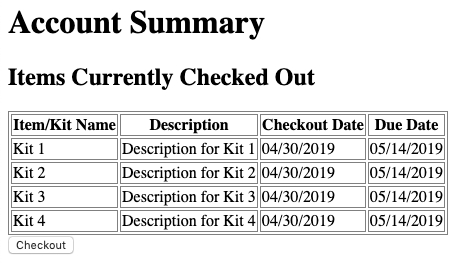 Account Summary
Items Currently Checked Out
Item/Kit Name Description Checkout Date Due Date
Kit 1 Description for Kit 1 04/30/2019 05/14/2019
Kit 2 Description for Kit 2 04/30/2019 05/14/2019
Kit 3 Description for Kit 3 04/30/2019 05/14/2019
Kit 4 Description for Kit 4 04/30/2019 05/14/2019
Checkout